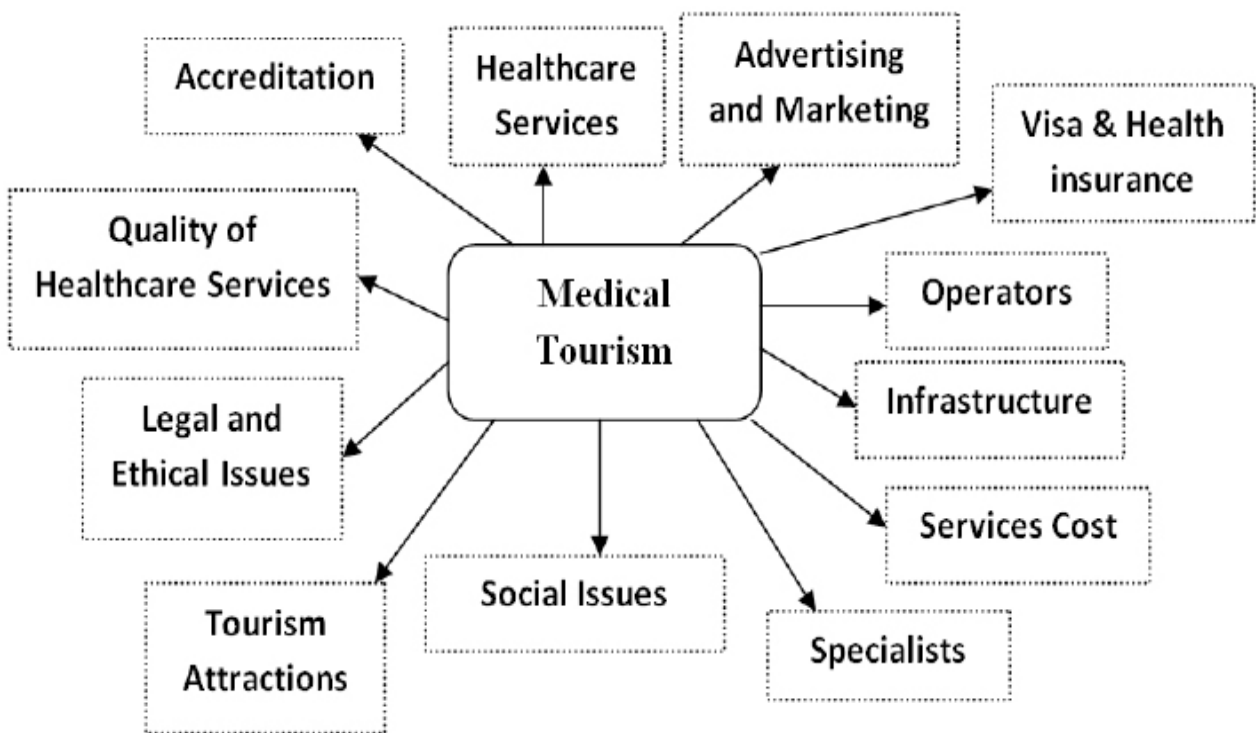 Accreditation
Healthcare
Services
Advertising
and Marketing
Visa & Health
insurance
Quality of
Healthcare Services
Medical
Tourism
Operators
Infrastructure
Legal and
Ethical Issues
Services Cost
Social Issues
Tourism
Attractions
Specialists